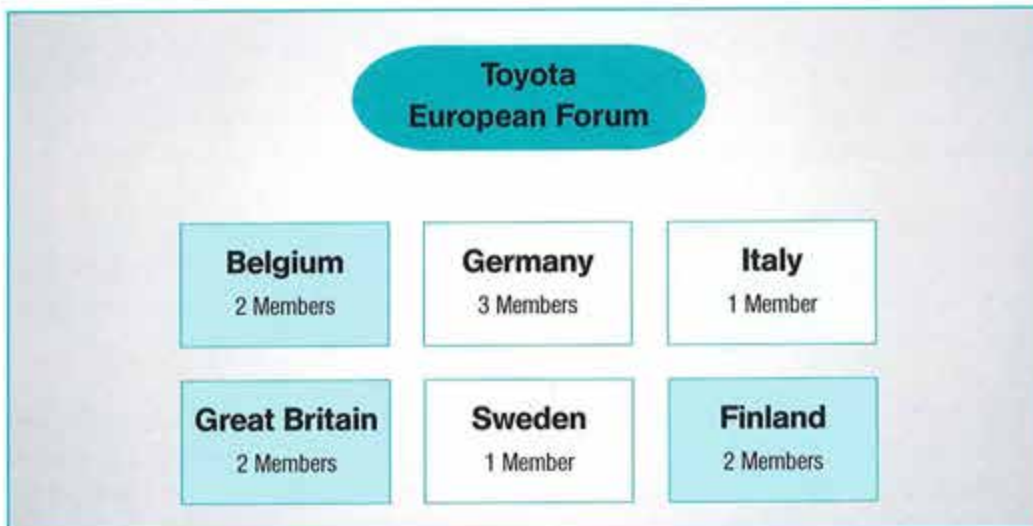 Toyota
European Forum
Belgium
2 Members
Germany
3 Members
Italy
1 Member
Great Britain
2 Members
Sweden
1 Member
Finland
2 Members